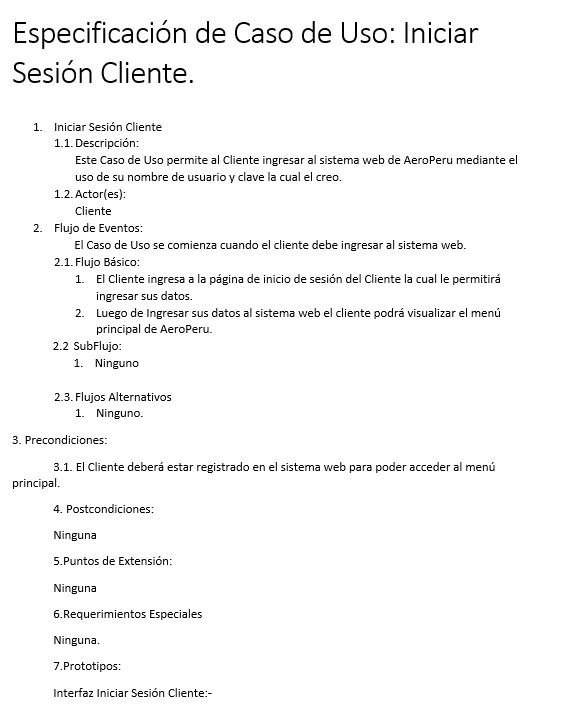 Especificación de Caso de Uso: Iniciar
Sesión Cliente.
1. Iniciar Sesión Cliente
1.1. Descripción:
Este Caso de Uso permite al Cliente ingresar al sistema web de AeroPeru mediante el
uso de su nombre de usuario y clave la cual el creo.
1.2. Actor(es):
Cliente
2. Flujo de Eventos:
El Caso de Uso se comienza cuando el cliente debe ingresar al sistema web.
2.1. Flujo Básico:
1. El Cliente ingresa a la página de inicio de sesión del Cliente la cual le permitirá
ingresar sus datos.
2. Luego de Ingresar sus datos al sistema web el cliente podrá visualizar el menú
principal de AeroPeru.
2.2 SubFlujo:
1. Ninguno
2.3. Flujos Alternativos
1. Ninguno.
3. Precondiciones:
3.1. El Cliente deberá estar registrado en el sistema web para poder acceder al menú
principal.
4. Postcondiciones:
Ninguna
5.Puntos de Extensión:
Ninguna
6.Requerimientos Especiales
Ninguna.
7.Prototipos:
Interfaz Iniciar Sesión Cliente:-